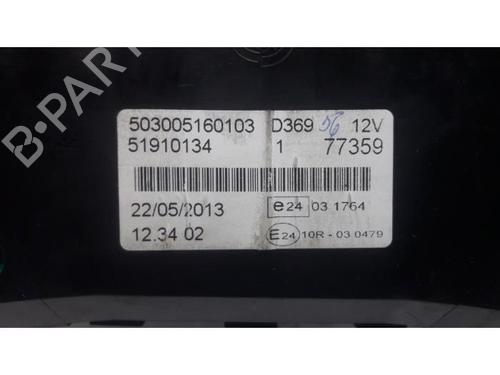 503005160103 D369 56 12V
51910134 1 77359
22/05/2013 e24 03 1764
12.34 02 E24 10R - 03 0479